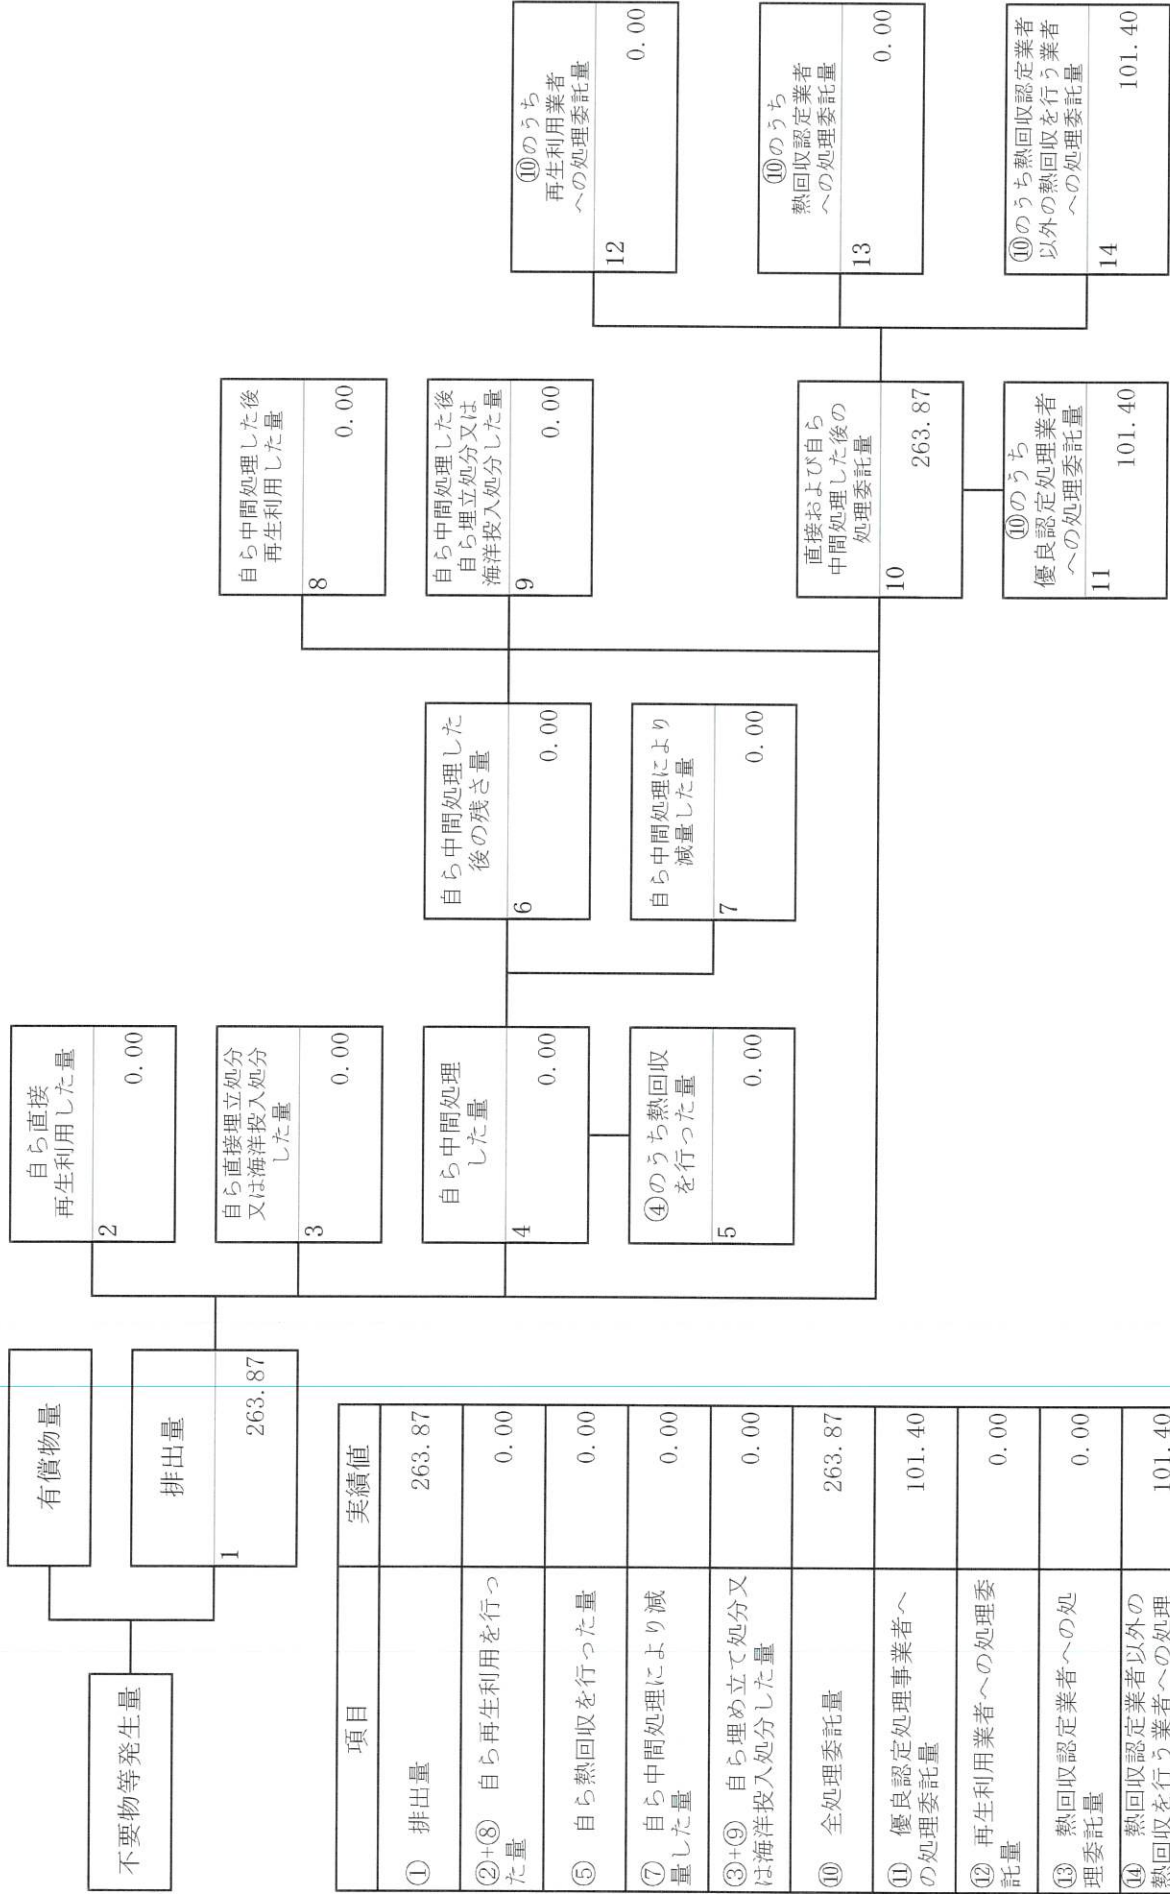 不要物等発生量
有償物量
排出量
1
263.87
自ら直接
再生利用した量
2
0.00
自ら直接埋立処分
又は海洋投入処分
した量
3
0.00
自ら中間処理
した量
4
0.00
④のうち熱回収
を行った量
5
0.00
自ら中間処理した
後の残さ量
6
0.00
自ら中間処理により
減量した量
7
0.00
自ら中間処理した後
再生利用した量
8
0.00
自ら中間処理した後
自ら埋立処分又は
海洋投入処分した量
9
0.00
直接および自ら
中間処理した後の
処理委託量
10
263.87
⑩のうち
優良認定処理業者
への処理委託量
11
101.40
⑩のうち
再生利用業者
への処理委託量
12
0.00
⑩のうち
熱回収認定業者
への処理委託量
13
0.00
⑩のうち熱回収認定業者
以外の熱回収を行う業者
への処理委託量
14
101.40
項目 実績値
① 排出量 263.87
②+⑧ 自ら再生利用を行っ
た量 0.00
⑤ 自ら熱回収を行った量 0.00
⑦ 自ら中間処理により減
量した量 0.00
③+⑨ 自ら埋め立て処分又
は海洋投入処分した量 0.00
⑩ 全処理委託量 263.87
⑪ 優良認定処理事業者へ
の処理委託量 101.40
⑫ 再生利用業者への処理委
託量 0.00
⑬ 熱回収認定業者への処
理委託量 0.00
⑭ 熱回収認定業者以外の
熱回収を行う業者への処理 101.40